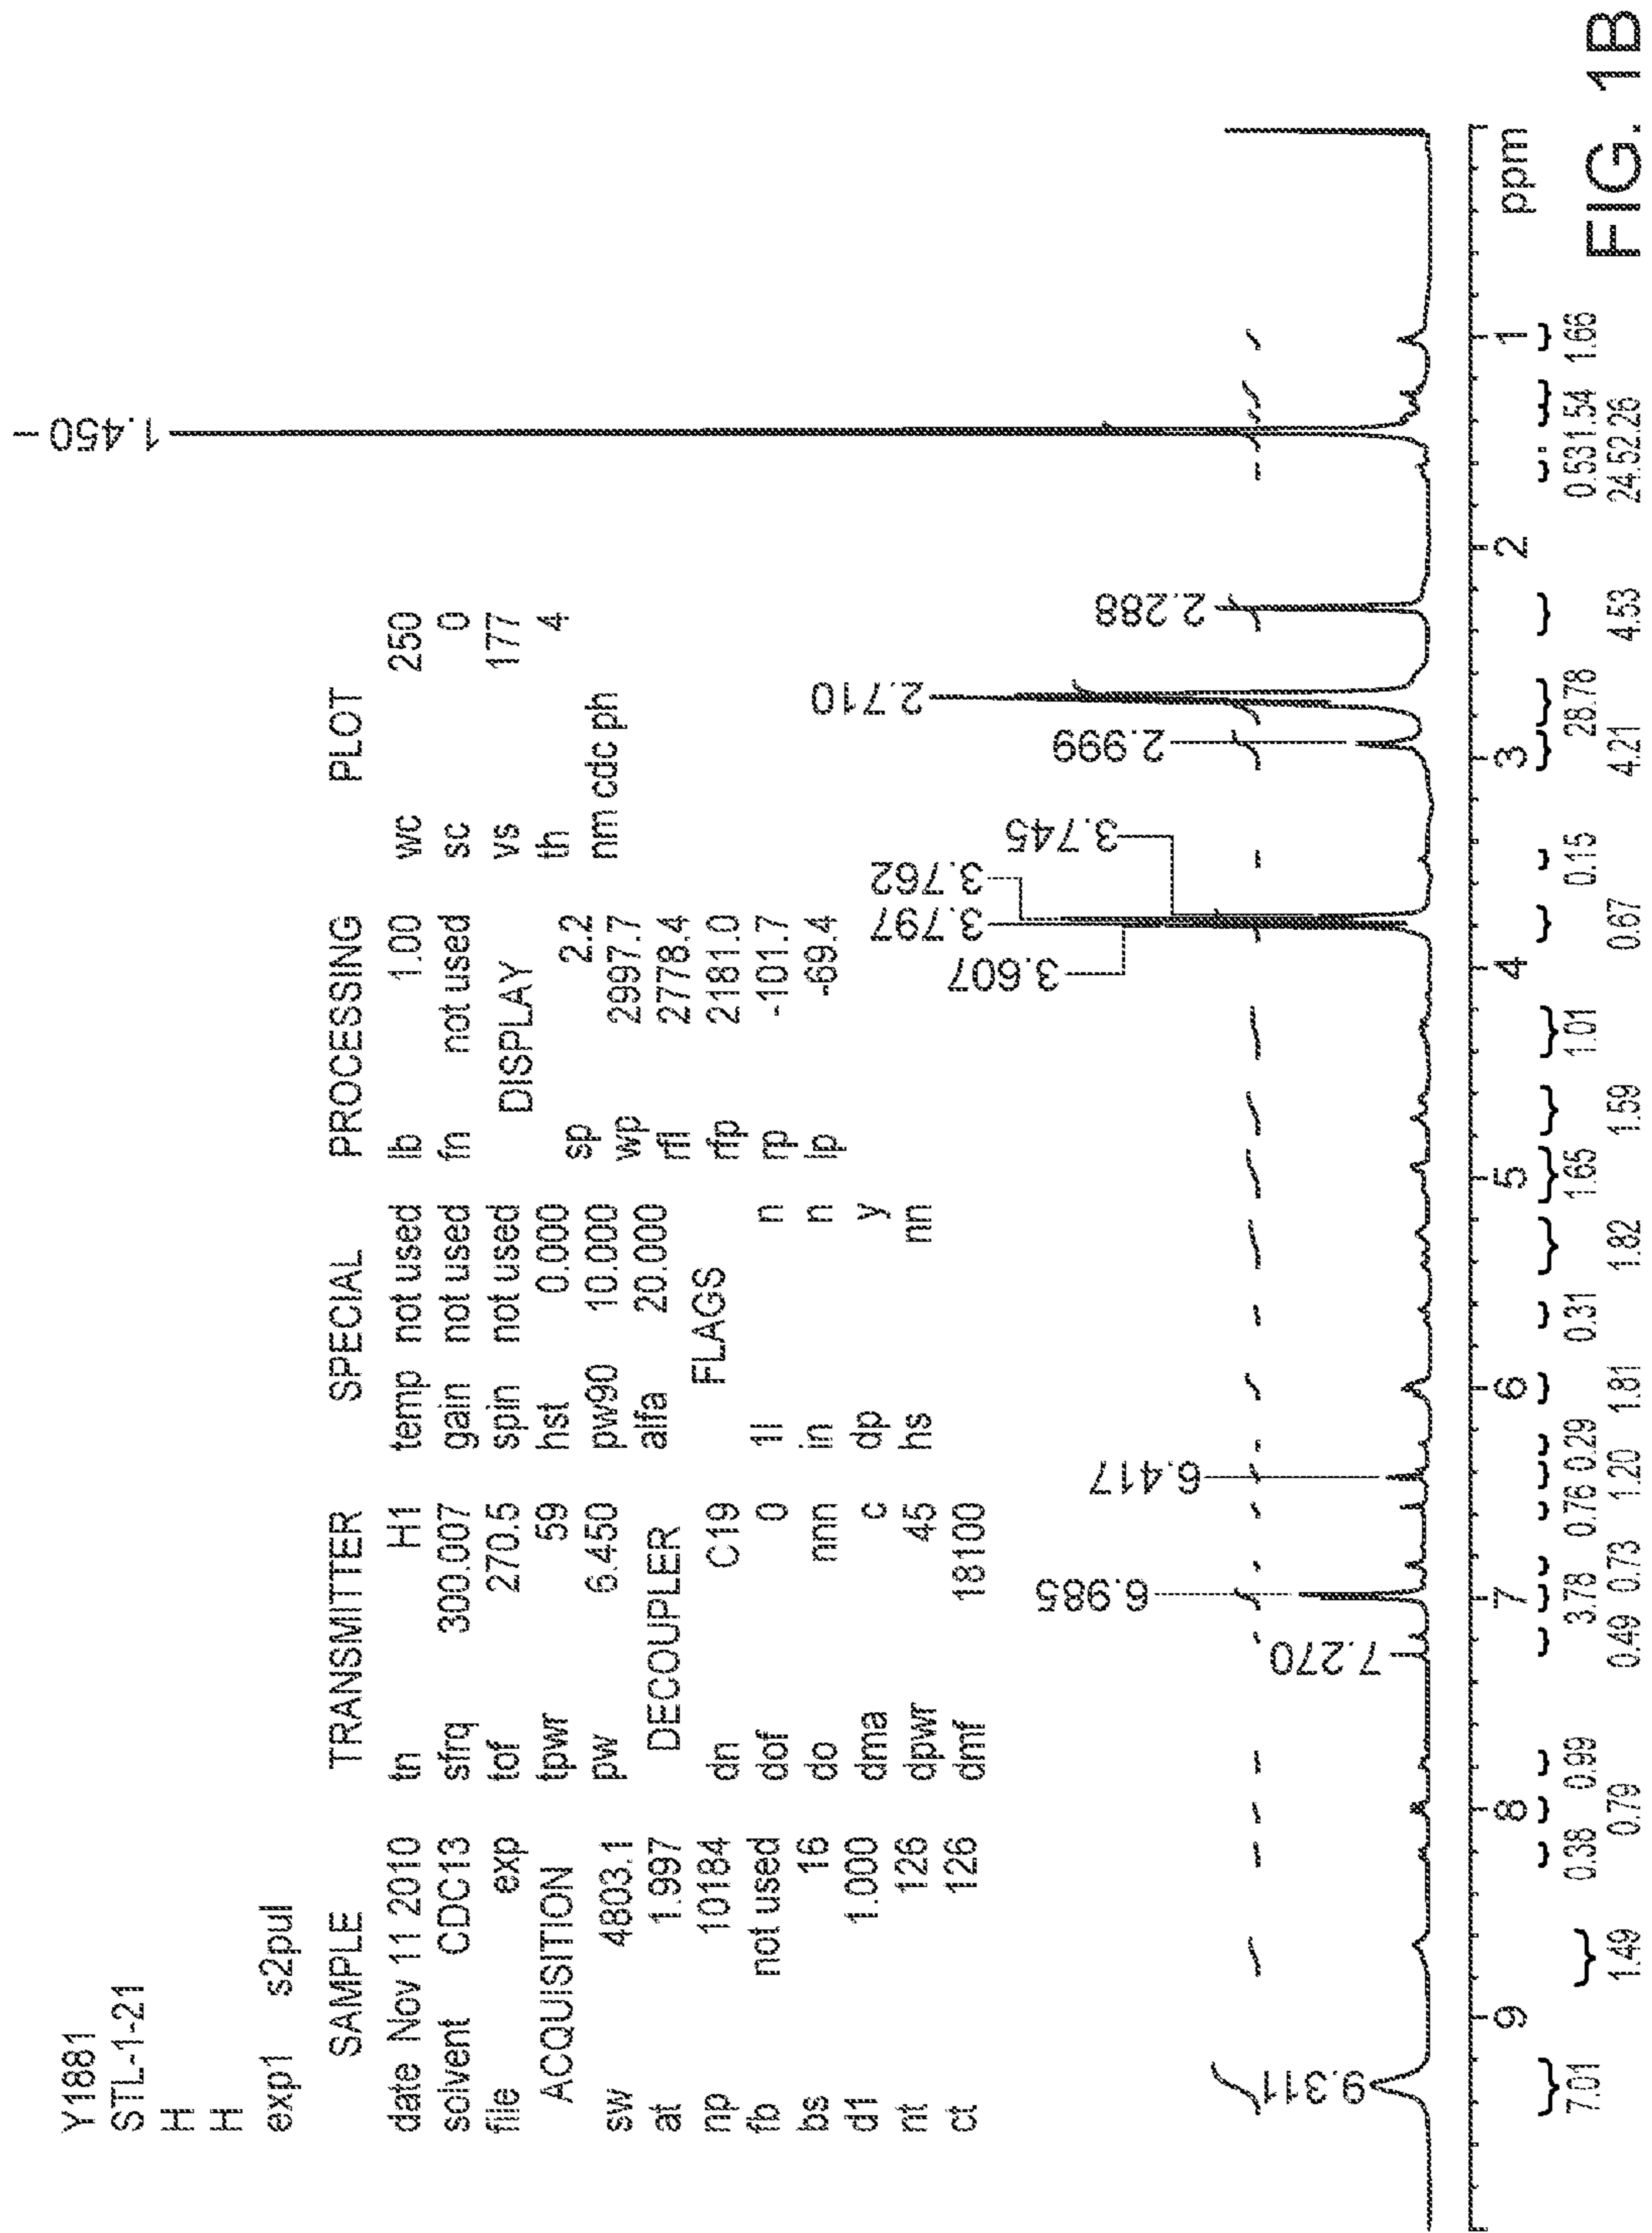 Y1881
STL-1-21
H
H
exp1 s2pul
SAMPLE
date Nov 11 2010
solvent CDC13
file exp
ACQUISITION
sw 4803.1
at 1.997
np 10184
fb not used
bs 16
d1 1.000
nt 126
ct 126
TRANSMITTER
tn H1
sfrq 300.007
tof 270.5
tpwr 59
pw 6.450
DECOUPLER
dn C19
dof 0
do nnn
dma c
dpwr 45
dmf 18100
SPECIAL
temp not used
gain not used
spin not used
hst 0.000
pw90 10.000
alfa 20.000
FLAGS
1l n
in n
dp y
hs nn
PROCESSING
lb 1.00
fn not used
DISPLAY
sp 2.2
wp 2997.7
rfl 2778.4
rfp 2181.0
rp -101.7
lp -69.4
PLOT
wc 250
sc 0
vs 177
th 4
nm cdc ph
9.311
7.270
6.985
6.417
3.607
3.797
3.762
3.745
2.999
2.710
2.288
1.450
9 8 7 6 5 4 3 2 1 ppm
7.01 0.38 0.99 3.78 0.76 0.29 0.31 1.65 1.01 0.15 28.78 0.531.54 1.66
1.49 0.79 0.49 0.73 1.20 1.81 1.82 1.59 0.67 4.21 4.53 24.52.26
FIG. 1B